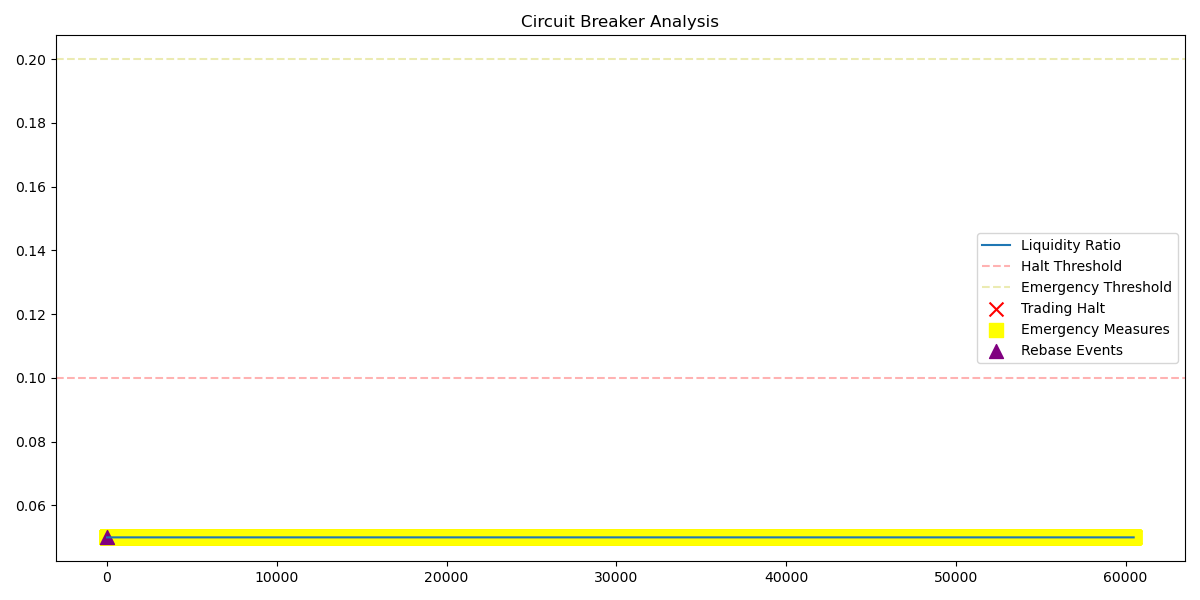 Circuit Breaker Analysis
0.20
0.18
0.16
0.14
0.12
0.10
0.08
0.06
Liquidity Ratio
Halt Threshold
Emergency Threshold
Trading Halt
Emergency Measures
Rebase Events
0 10000 20000 30000 40000 50000 60000